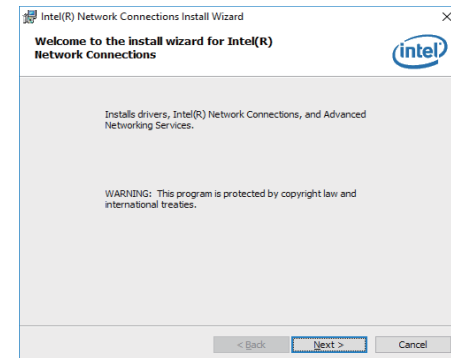 Intel(R) Network Connections Install Wizard
Welcome to the install wizard for Intel(R)
Network Connections
intel
Installs drivers, Intel(R) Network Connections, and Advanced
Networking Services.
WARNING: This program is protected by copyright law and
international treaties.
< Back
Next >
Cancel